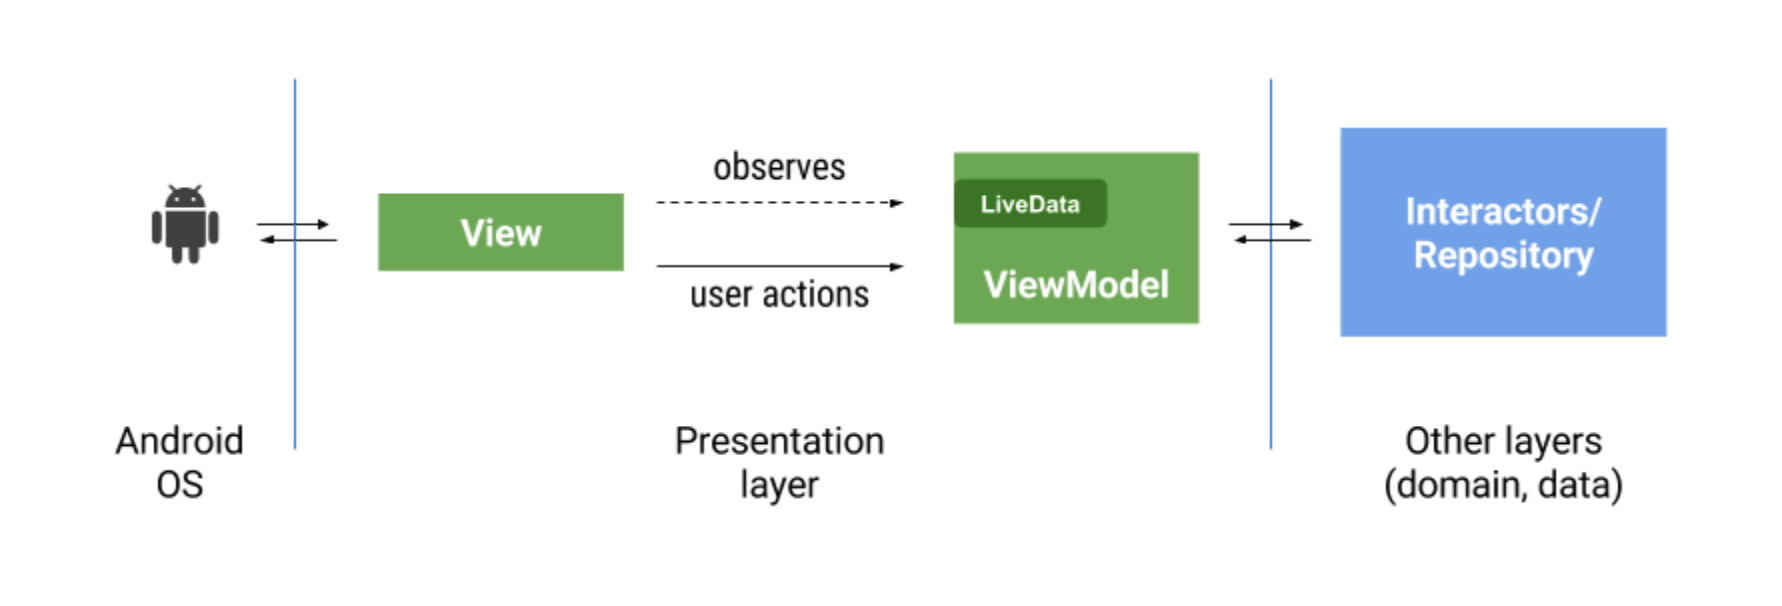 observes
LiveData
View
Interactors/
Repository
ViewModel
user actions
Android
OS
Presentation
layer
Other layers
(domain, data)